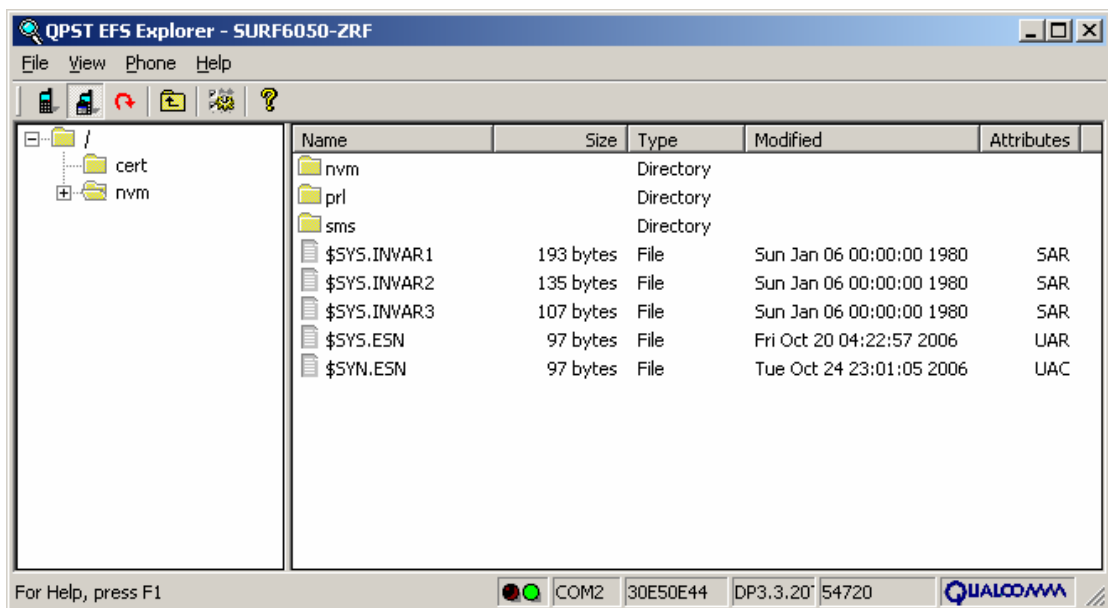 QPST EFS Explorer - SURF6050-ZRF
File View Phone Help
/
cert
nvm
Name Size Type Modified Attributes
nvm Directory
prl Directory
sms Directory
$SYS.INVAR1 193 bytes File Sun Jan 06 00:00:00 1980 SAR
$SYS.INVAR2 135 bytes File Sun Jan 06 00:00:00 1980 SAR
$SYS.INVAR3 107 bytes File Sun Jan 06 00:00:00 1980 SAR
$SYS.ESN 97 bytes File Fri Oct 20 04:22:57 2006 UAR
$SYN.ESN 97 bytes File Tue Oct 24 23:01:05 2006 UAC
For Help, press F1 COM2 30E50E44 DP3.3.20 54720 QUALCOMM